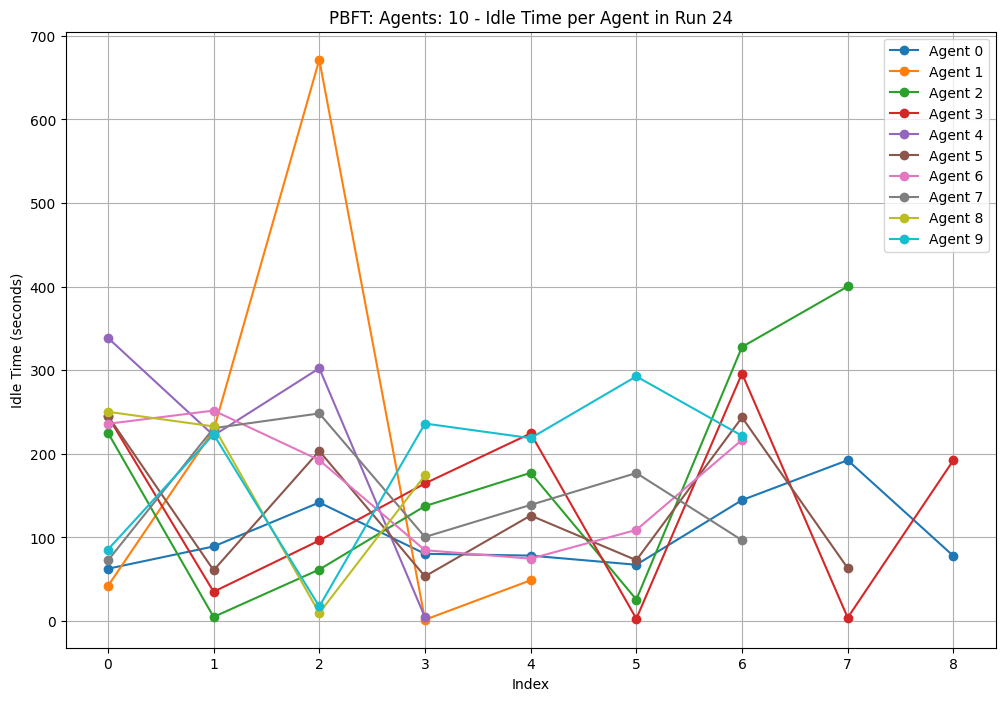 PBFT: Agents: 10 - Idle Time per Agent in Run 24
700
600
500
400
300
200
100
0
Idle Time (seconds)
0 1 2 3 4 5 6 7 8
Index
Agent 0
Agent 1
Agent 2
Agent 3
Agent 4
Agent 5
Agent 6
Agent 7
Agent 8
Agent 9